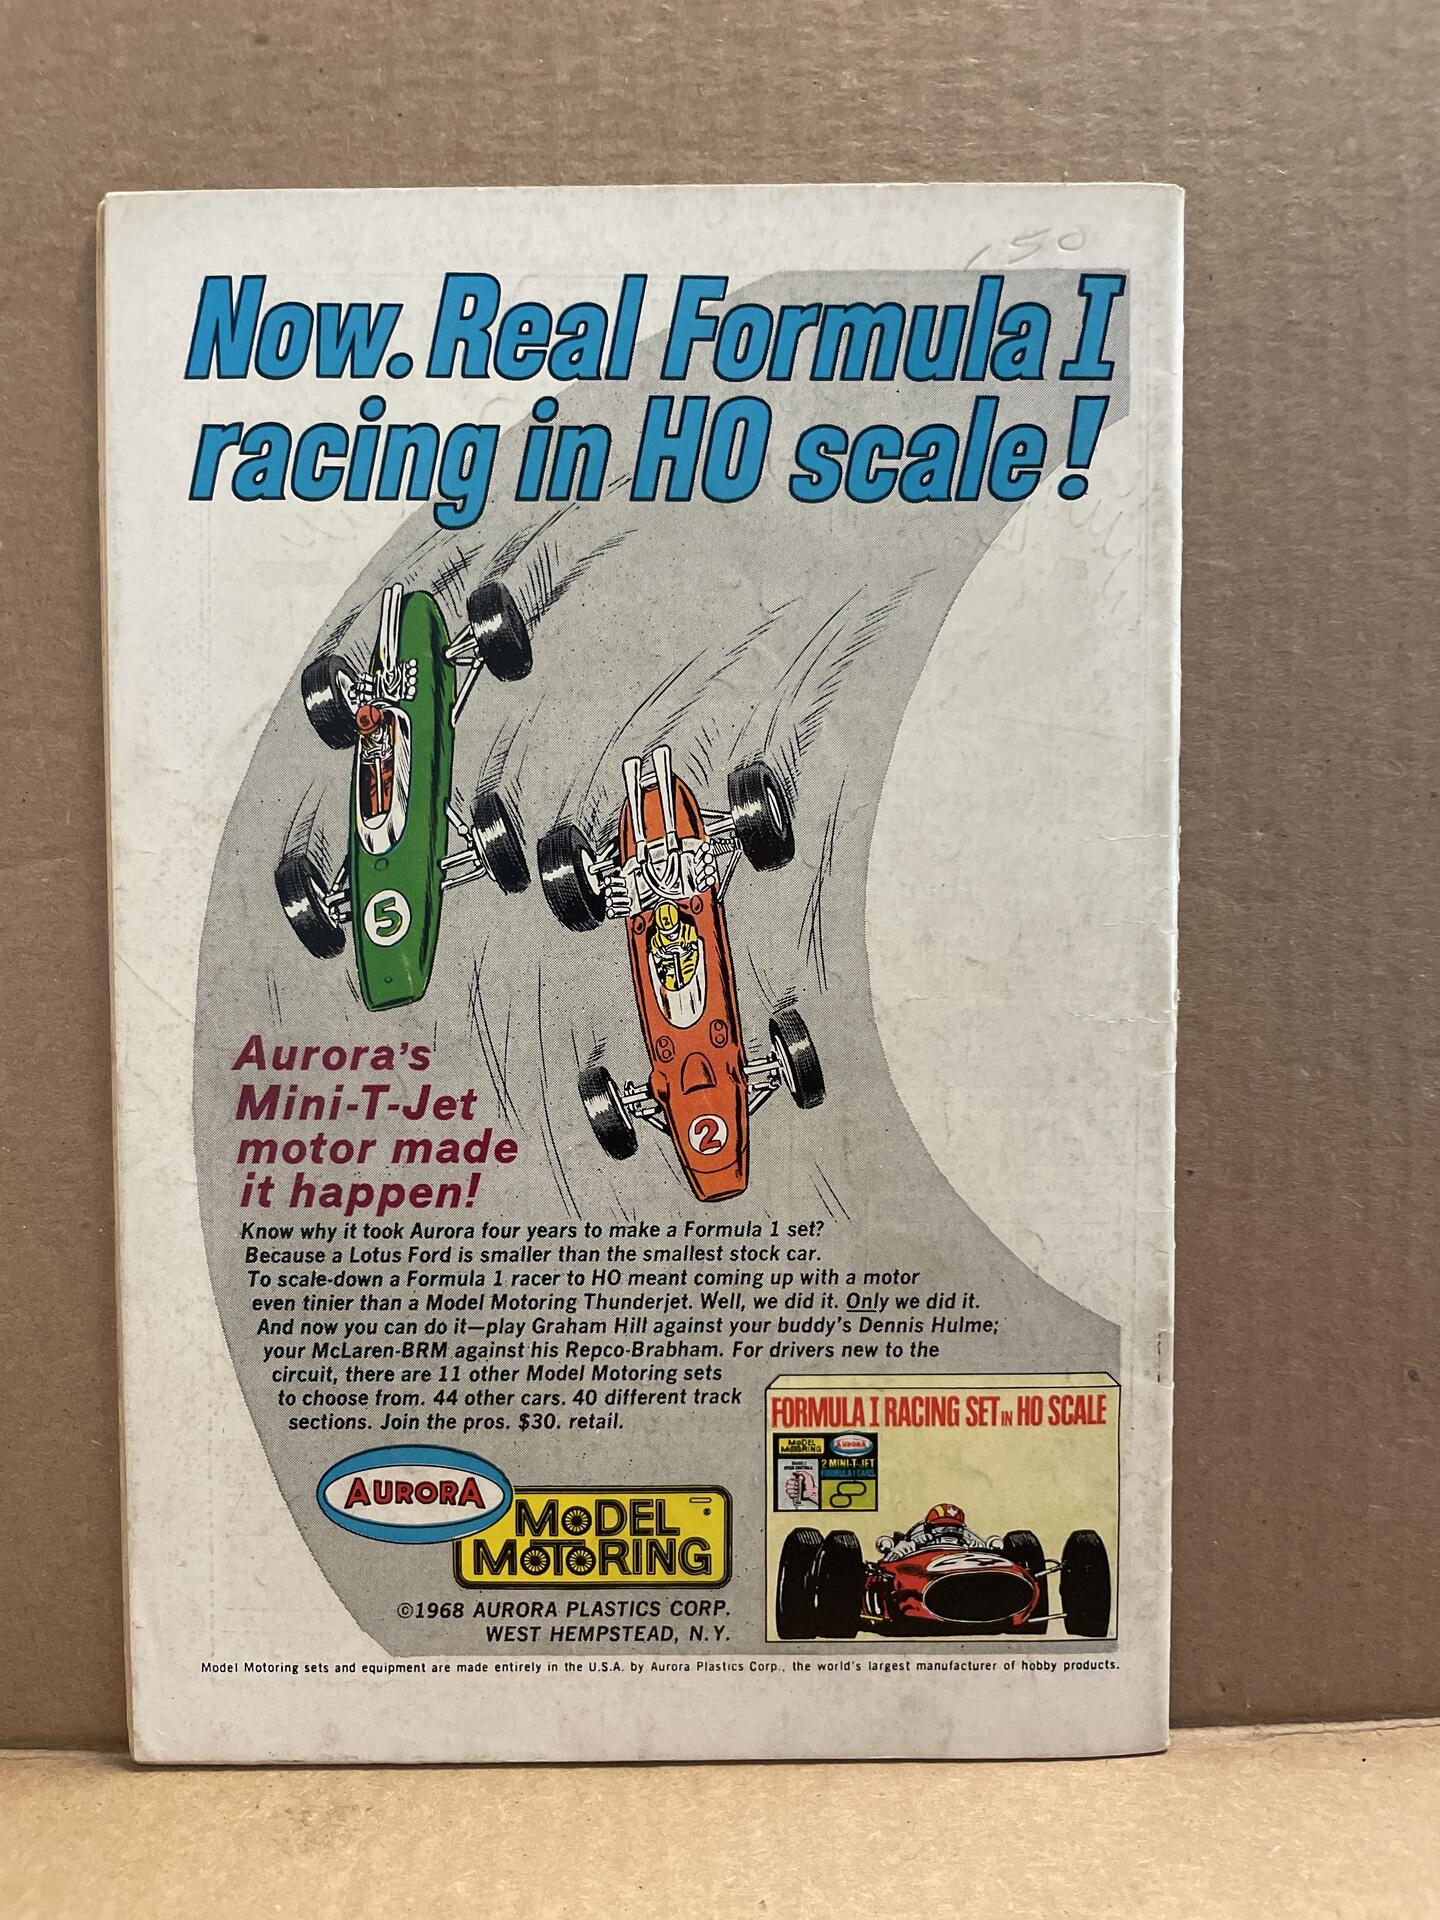 ,50
Now. Real Formula I
racing in HO scale!
5
2
2
Aurora's
Mini-T-Jet
motor made
it happen!
Know why it took Aurora four years to make a Formula 1 set?
Because a Lotus Ford is smaller than the smallest stock car.
To scale-down a Formula 1 racer to HO meant coming up with a motor
even tinier than a Model Motoring Thunderjet. Well, we did it. Only we did it.
And now you can do it—play Graham Hill against your buddy's Dennis Hulme;
your McLaren-BRM against his Repco-Brabham. For drivers new to the
circuit, there are 11 other Model Motoring sets
to choose from. 44 other cars. 40 different track
sections. Join the pros. $30. retail.
AURORA
MODEL
MOTORING
®
©1968 AURORA PLASTICS CORP.
WEST HEMPSTEAD, N.Y.
FORMULA I RACING SET IN HO SCALE
MODEL
MOTORING
AURORA
2 MINI-T-JET
FORMULA I CARS.
Model Motoring sets and equipment are made entirely in the U.S.A. by Aurora Plastics Corp., the world's largest manufacturer of hobby products.